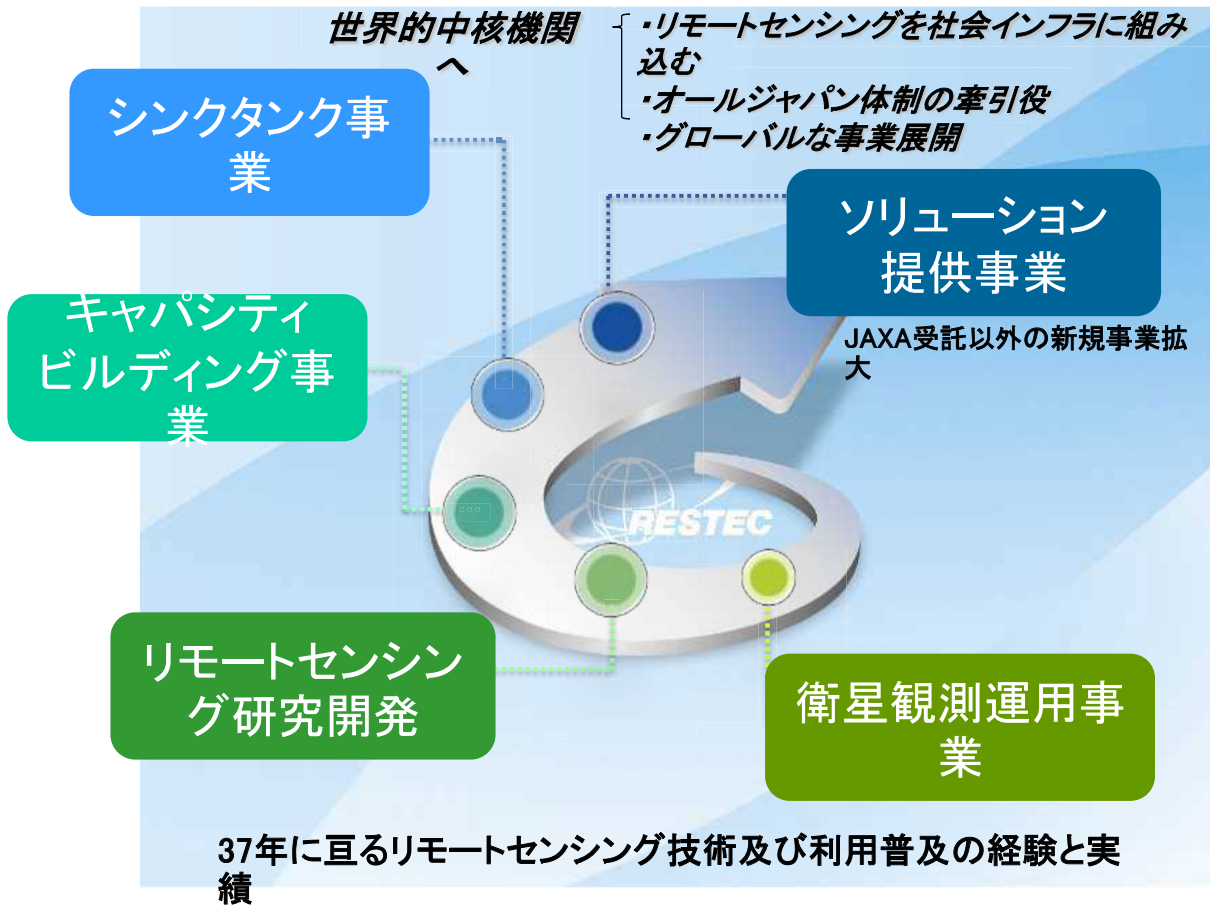 世界的中核機関
へ
・リモートセンシングを社会インフラに組み
込む
・オールジャパン体制の牽引役
・グローバルな事業展開
シンクタンク事
業
ソリューション
提供事業
JAXA受託以外の新規事業拡
大
キャパシティ
ビルディング事
業
RESTEC
リモートセンシン
グ研究開発
衛星観測運用事
業
37年に亘るリモートセンシング技術及び利用普及の経験と実
績